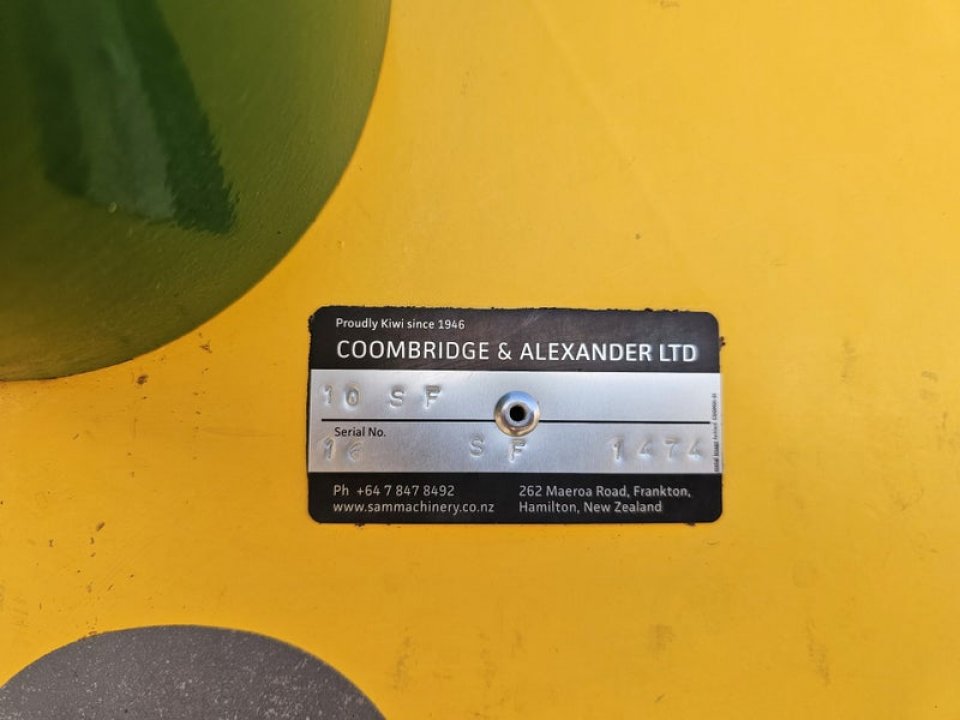 Proudly Kiwi since 1946
COOMBRIDGE & ALEXANDER LTD
10 SF
Serial No.
16 SF 1474
Ph +64 7 847 8492
www.sammachinery.co.nz
262 Maeroa Road, Frankton,
Hamilton, New Zealand